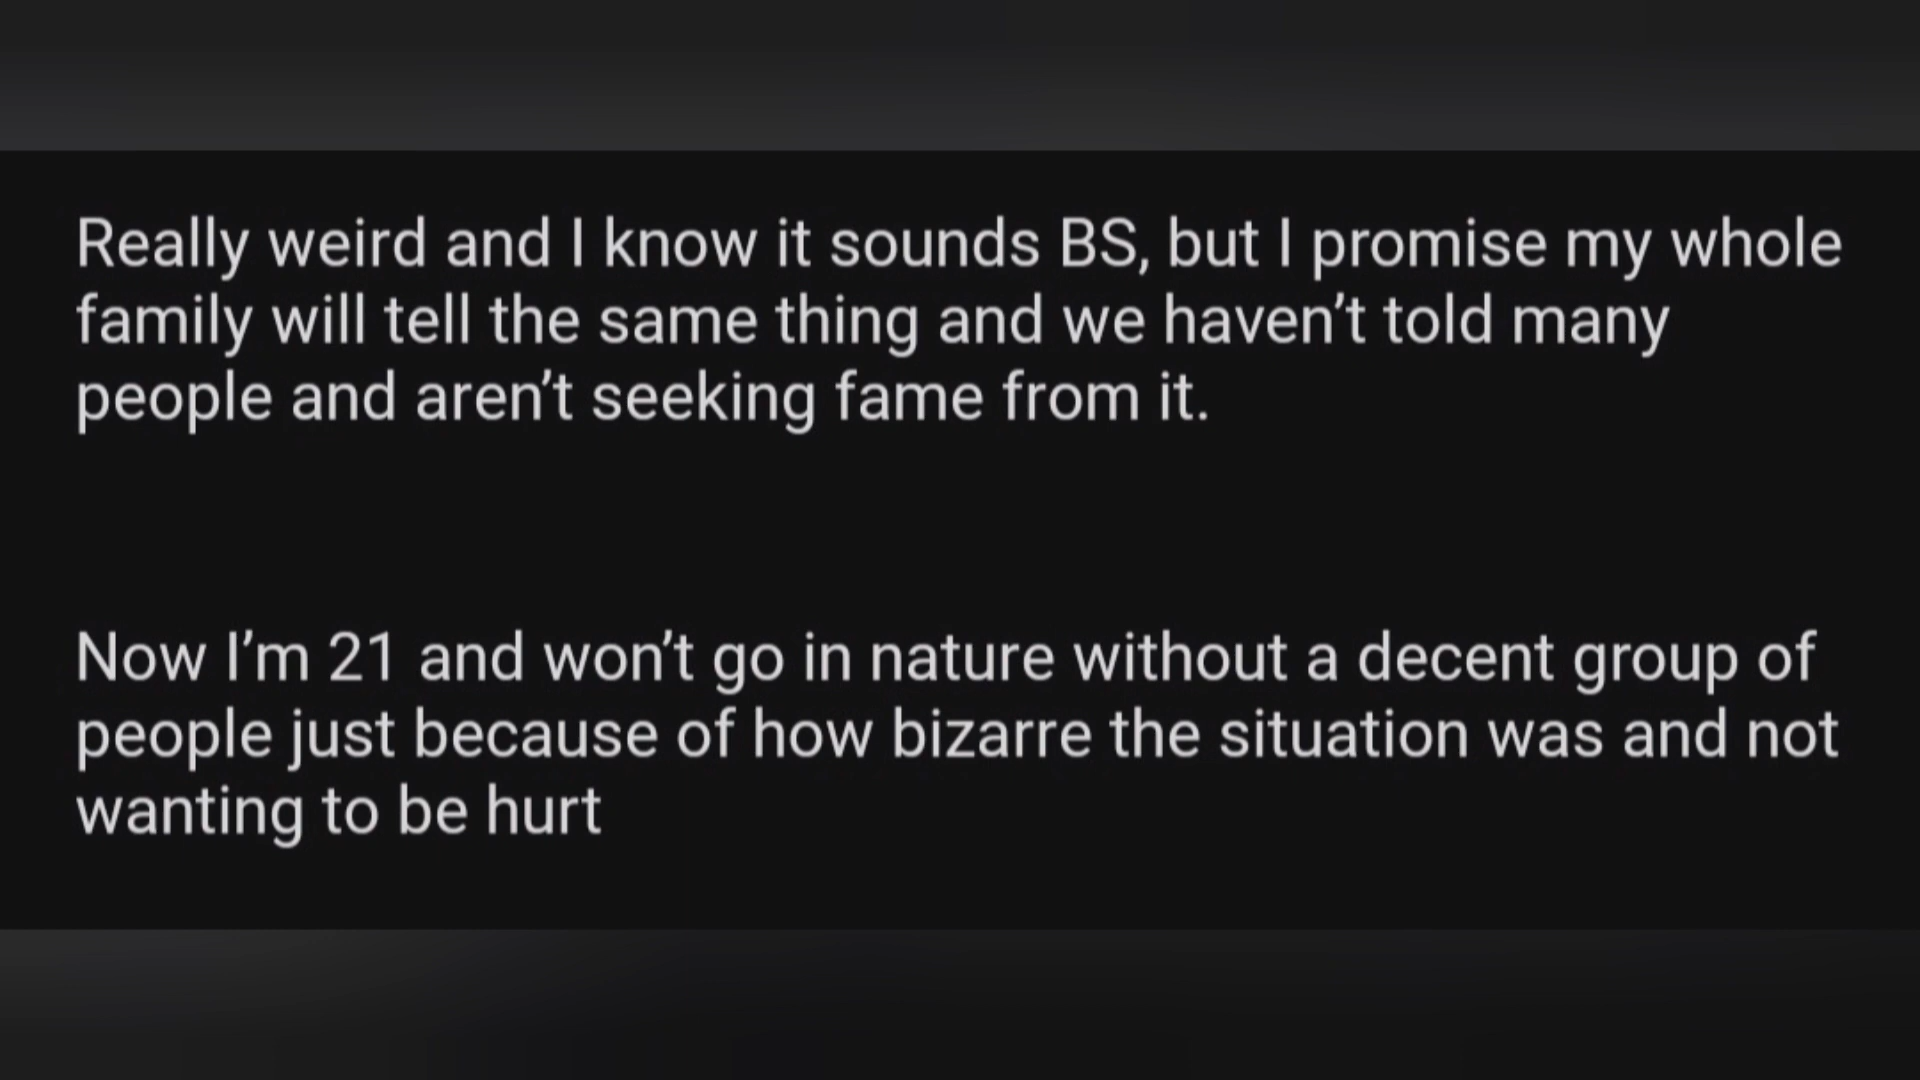 Really weird and I know it sounds BS, but I promise my whole
family will tell the same thing and we haven’t told many
people and aren’t seeking fame from it.
Now I’m 21 and won’t go in nature without a decent group of
people just because of how bizarre the situation was and not
wanting to be hurt